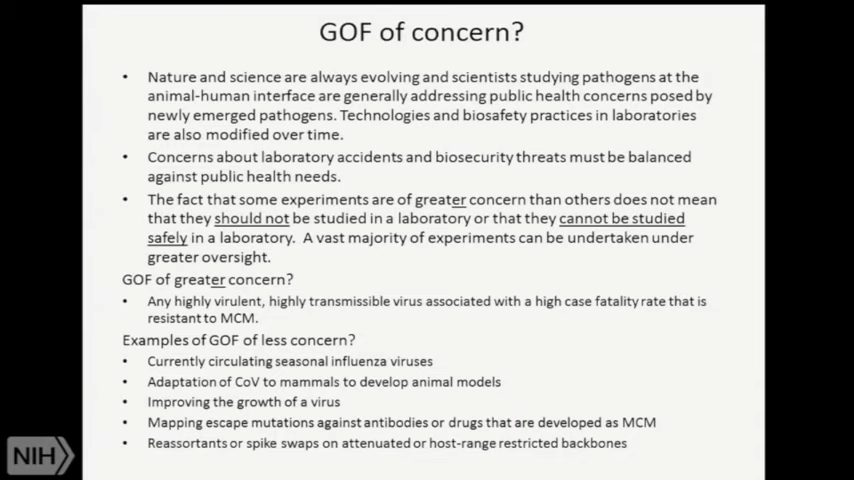 GOF of concern?
• Nature and science are always evolving and scientists studying pathogens at the
animal-human interface are generally addressing public health concerns posed by
newly emerged pathogens. Technologies and biosafety practices in laboratories
are also modified over time.
• Concerns about laboratory accidents and biosecurity threats must be balanced
against public health needs.
• The fact that some experiments are of greater concern than others does not mean
that they should not be studied in a laboratory or that they cannot be studied
safely in a laboratory. A vast majority of experiments can be undertaken under
greater oversight.
GOF of greater concern?
• Any highly virulent, highly transmissible virus associated with a high case fatality rate that is
resistant to MCM.
Examples of GOF of less concern?
• Currently circulating seasonal influenza viruses
• Adaptation of CoV to mammals to develop animal models
• Improving the growth of a virus
• Mapping escape mutations against antibodies or drugs that are developed as MCM
• Reassortants or spike swaps on attenuated or host-range restricted backbones
NIH